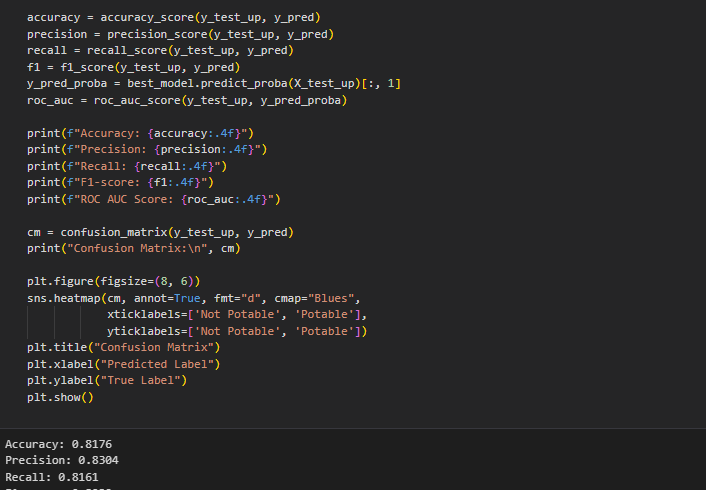 accuracy = accuracy_score(y_test_up, y_pred)
precision = precision_score(y_test_up, y_pred)
recall = recall_score(y_test_up, y_pred)
f1 = f1_score(y_test_up, y_pred)
y_pred_proba = best_model.predict_proba(X_test_up)[:, 1]
roc_auc = roc_auc_score(y_test_up, y_pred_proba)
print(f"Accuracy: {accuracy:.4f}")
print(f"Precision: {precision:.4f}")
print(f"Recall: {recall:.4f}")
print(f"F1-score: {f1:.4f}")
print(f"ROC AUC Score: {roc_auc:.4f}")
cm = confusion_matrix(y_test_up, y_pred)
print("Confusion Matrix:\n", cm)
plt.figure(figsize=(8, 6))
sns.heatmap(cm, annot=True, fmt="d", cmap="Blues",
xticklabels=['Not Potable', 'Potable'],
yticklabels=['Not Potable', 'Potable'])
plt.title("Confusion Matrix")
plt.xlabel("Predicted Label")
plt.ylabel("True Label")
plt.show()
Accuracy: 0.8176
Precision: 0.8304
Recall: 0.8161